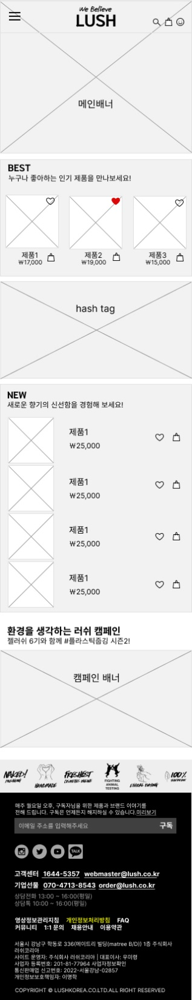 We Believe
LUSH
메인배너
BEST
누구나 좋아하는 인기 제품을 만나보세요!
제품1 제품2 제품3
₩17,000 ₩19,000 ₩15,000
hash tag
NEW
새로운 향기의 신선함을 경험해 보세요!
제품1
₩25,000
제품1
₩25,000
제품1
₩25,000
제품1
₩25,000
환경을 생각하는 러쉬 캠페인
젤러쉬 6기와 함께 #플라스틱줍깅 시즌2!
캠페인 배너
NAKED! PACKAGING HANDMADE FRESHEST COSMETICS ONLINE FIGHTING ANIMAL TESTING ETHICAL BUYING 100% VEGETARIAN
매주 월요일 오후, 구독자님을 위한 제품과 브랜드 이야기를
전해 드립니다. 구독은 언제든지 해지하실 수 있습니다.미리보기
이메일 주소를 입력해주세요 구독
TALK
고객센터 1644-5357 webmaster@lush.co.kr
기업선물 070-4713-8543 order@lush.co.kr
상담전화 13:00 ~ 16:00(평일)
상담톡 10:00 ~ 16:00(평일)
영상정보관리지침 개인정보처리방침 FAQ
커뮤니티 1:1 문의 채용안내 이용약관
서울시 강남구 학동로 336(메이트리 빌딩(matree B/D)) 1층 주식회사
러쉬코리아
사이트 운영자: 주식회사 러쉬코리아 | 대표이사: 우미령
사업자 등록번호: 201-81-77964 사업자정보확인
통신판매업 신고번호: 2022-서울강남-02857
개인정보보호책임자: 이명학
COPYRIGHT © LUSHKOREA.CO.LTD.ALL RIGHT RESERVED